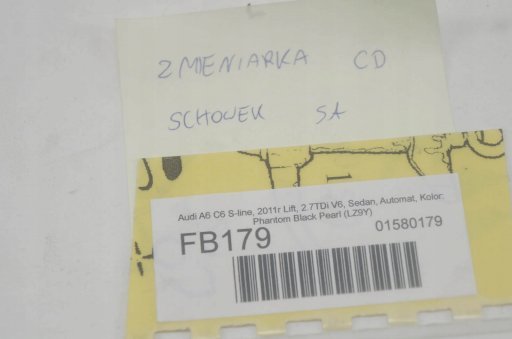 ZMIENIARKA CD
SCHOWEK SA
Audi A6 C6 S-line, 2011r Lift, 2.7TDi V6, Sedan, Automat, Kolor:
Phantom Black Pearl (LZ9Y)
FB179
01580179